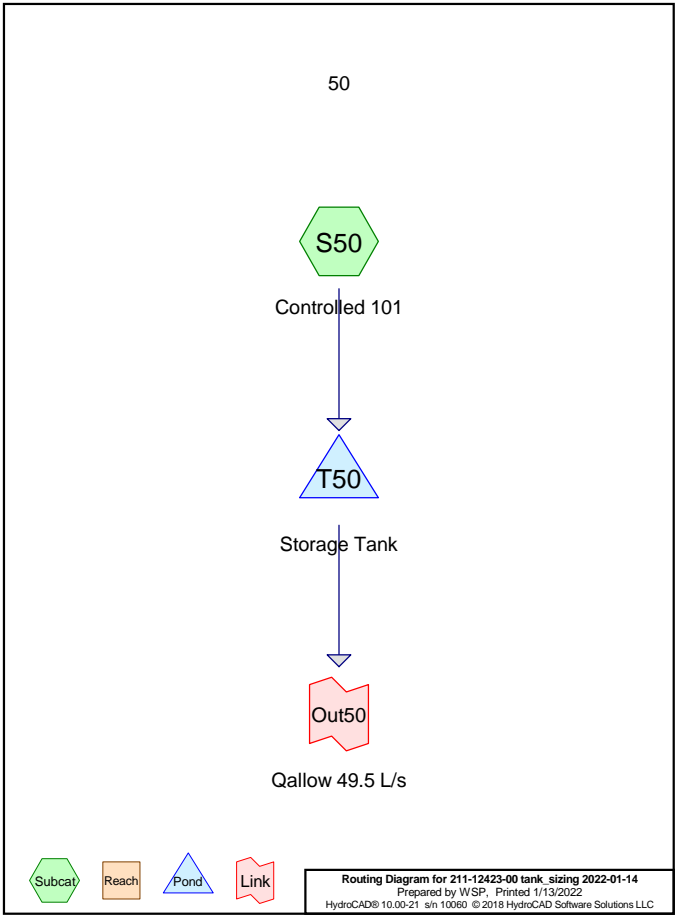 50
S50
Controlled 101
T50
Storage Tank
Out50
Qallow 49.5 L/s
Subcat
Reach
Pond
Link
Routing Diagram for 211-12423-00 tank_sizing 2022-01-14
Prepared by WSP, Printed 1/13/2022
HydroCAD® 10.00-21 s/n 10060 © 2018 HydroCAD Software Solutions LLC